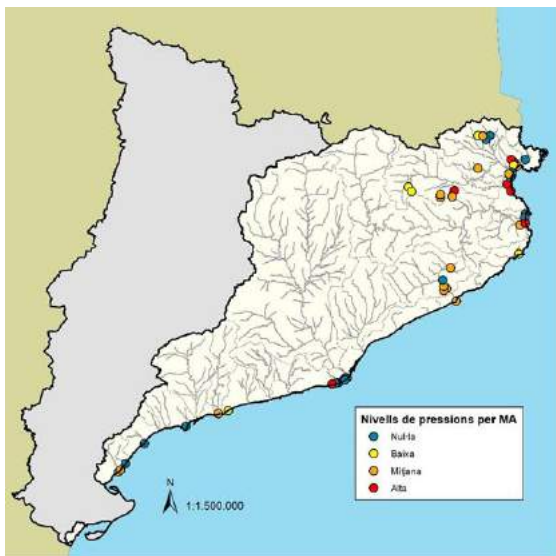 Nivells de pressions per MA
Nul·la
Baixa
Mitjana
Alta
N
1:1.500.000